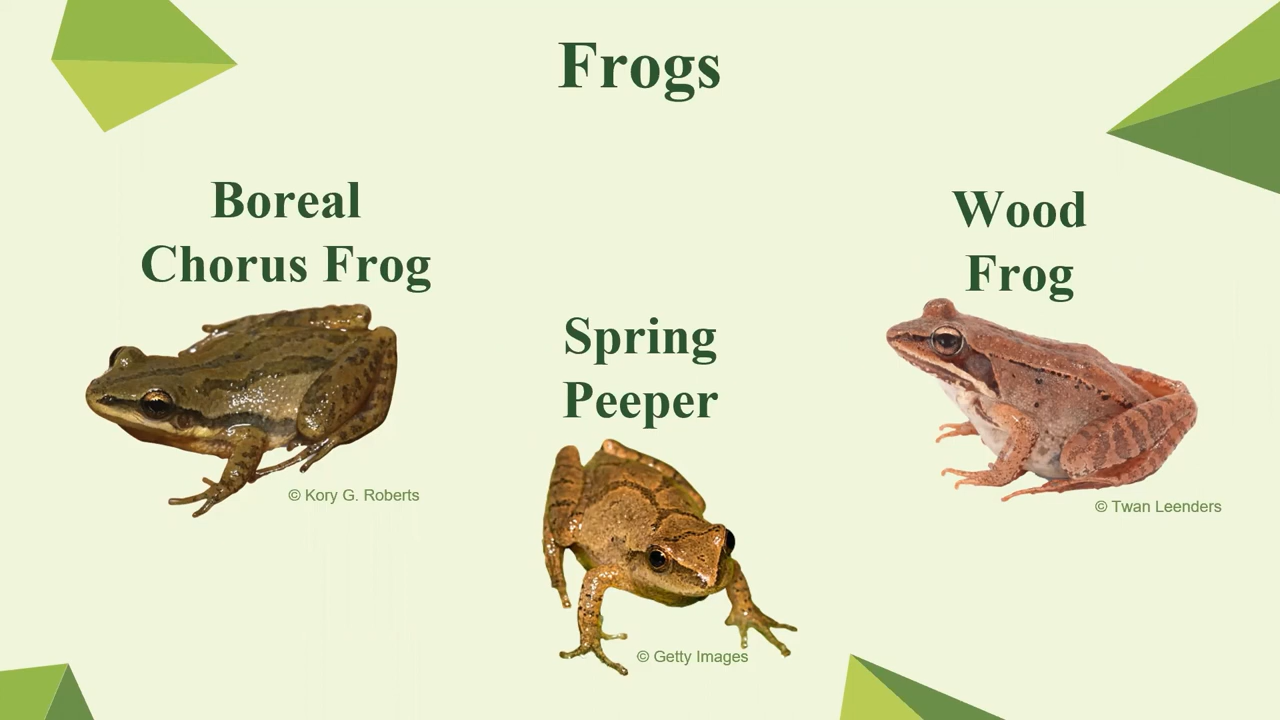 Frogs
Boreal
Chorus Frog
© Kory G. Roberts
Spring
Peeper
© Getty Images
Wood
Frog
© Twan Leenders